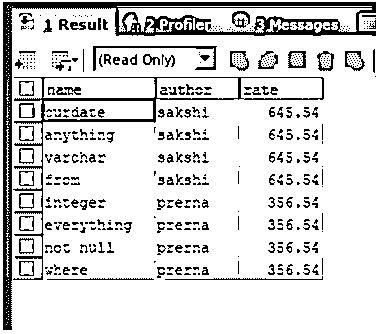 1 Result 2 Profiler 3 Messages
(Read Only)
name author rate
curdate sakshi 645.54
anything sakshi 645.54
varchar sakshi 645.54
from sakshi 645.54
integer prerna 356.54
everything prerna 356.54
not null prerna 356.54
where prerna 356.54